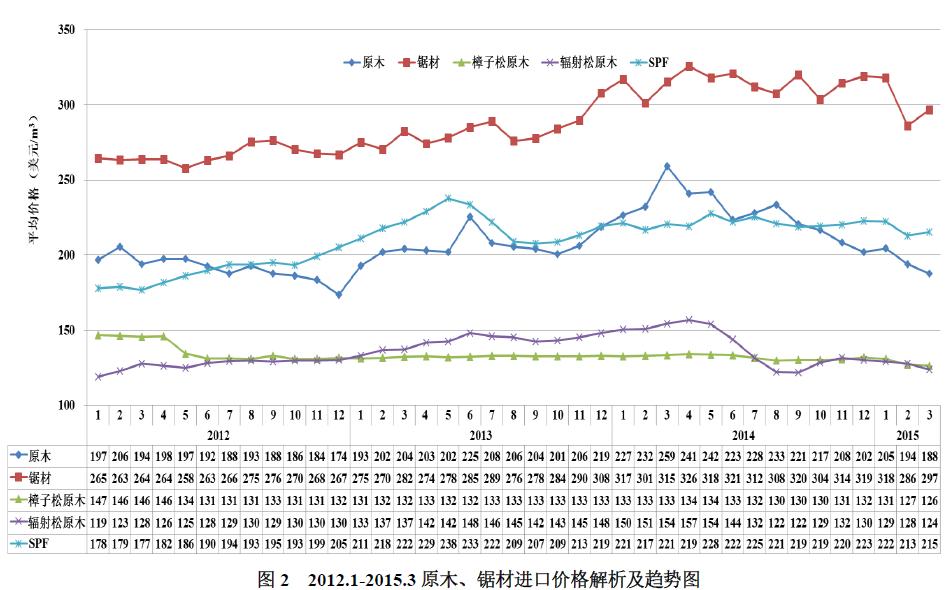 350
300
250
200
150
100
平均价格（美元/m³）
原木 锯材 樟子松原木 辐射松原木 SPF
1 2 3 4 5 6 7 8 9 10 11 12 1 2 3 4 5 6 7 8 9 10 11 12 1 2 3 4 5 6 7 8 9 10 11 12 1 2 3
2012 2013 2014 2015
原木 197 206 194 198 197 192 188 193 188 186 184 174 193 202 204 203 202 225 208 206 204 201 206 219 227 232 259 241 242 223 228 233 221 217 208 202 205 194 188
锯材 265 263 264 264 258 263 266 275 276 270 268 267 275 270 282 274 278 285 289 276 278 284 290 308 317 301 315 326 318 321 312 308 320 304 314 319 318 286 297
樟子松原木 147 146 146 146 134 131 131 131 133 131 131 132 131 132 132 133 132 132 133 133 133 133 133 133 133 133 133 134 134 133 132 130 130 130 131 132 131 127 126
辐射松原木 119 123 128 126 125 128 129 130 129 130 130 130 133 137 137 142 142 148 146 145 142 143 145 148 150 151 154 157 154 144 132 122 122 129 132 130 129 128 124
SPF 178 179 177 182 186 190 194 193 195 193 199 205 211 218 222 229 238 233 222 209 207 209 213 219 221 217 221 219 228 222 225 221 219 219 220 223 222 213 215
图 2 2012.1-2015.3 原木、锯材进口价格解析及趋势图